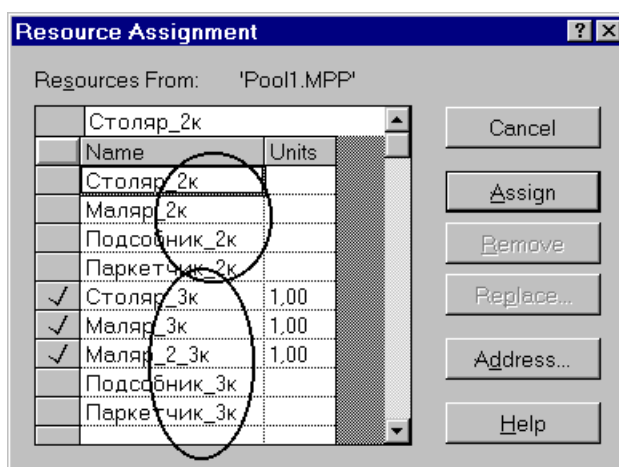 Resource Assignment
Resources From: 'Pool1.MPP'
Столяр_2к
Name Units
Столяр_2к
Маляр_2к
Подсобник_2к
Паркетчик_2к
Столяр_3к 1,00
Маляр_3к 1,00
Маляр_2_3к 1,00
Подсобник_3к
Паркетчик_3к
Cancel
Assign
Remove
Replace...
Address...
Help